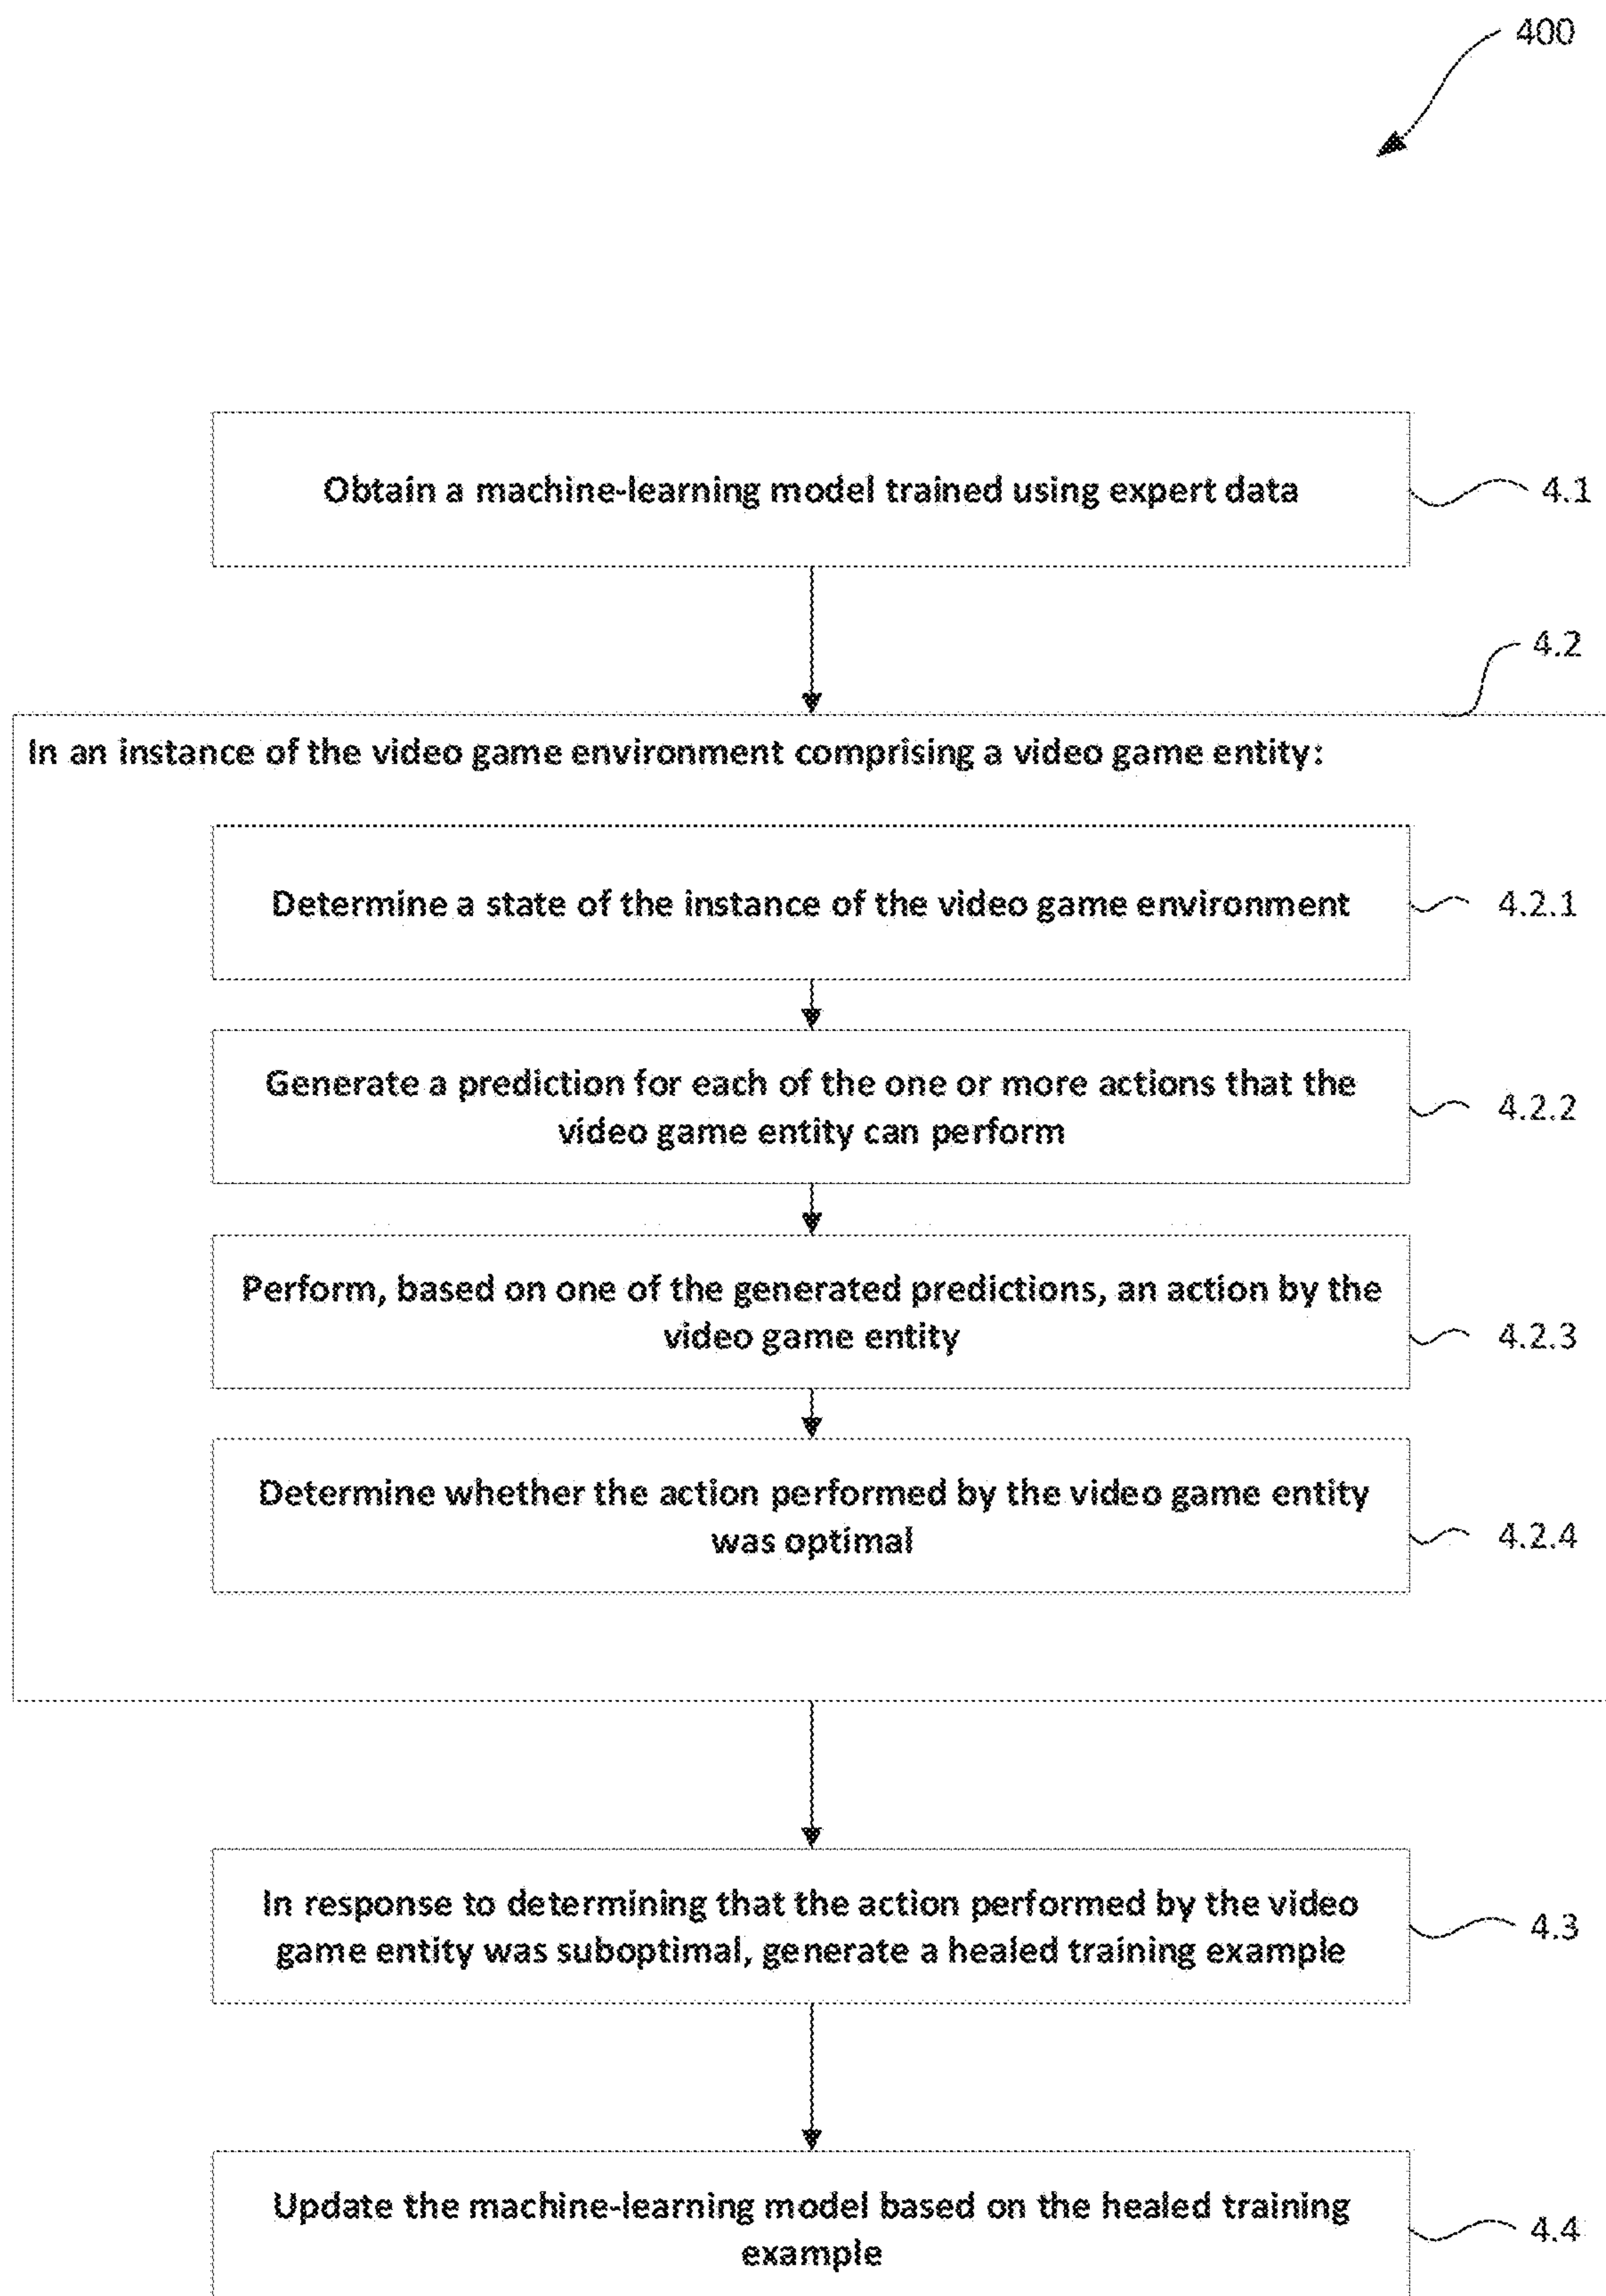 400
Obtain a machine-learning model trained using expert data
4.1
4.2
In an instance of the video game environment comprising a video game entity:
Determine a state of the instance of the video game environment
4.2.1
Generate a prediction for each of the one or more actions that the
video game entity can perform
4.2.2
Perform, based on one of the generated predictions, an action by the
video game entity
4.2.3
Determine whether the action performed by the video game entity
was optimal
4.2.4
In response to determining that the action performed by the video
game entity was suboptimal, generate a healed training example
4.3
Update the machine-learning model based on the healed training
example
4.4